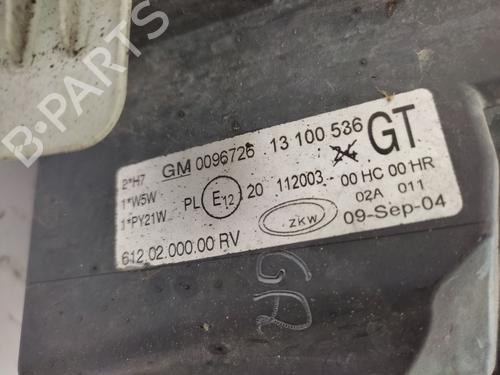 2*H7 GM 0096726 13 100 536 GT
1*W5W PL E12 20 112003 00 HC 00 HR
1*PY21W zkw 02A 011
612.02.000.00 RV 09-Sep-04
B-PARTS